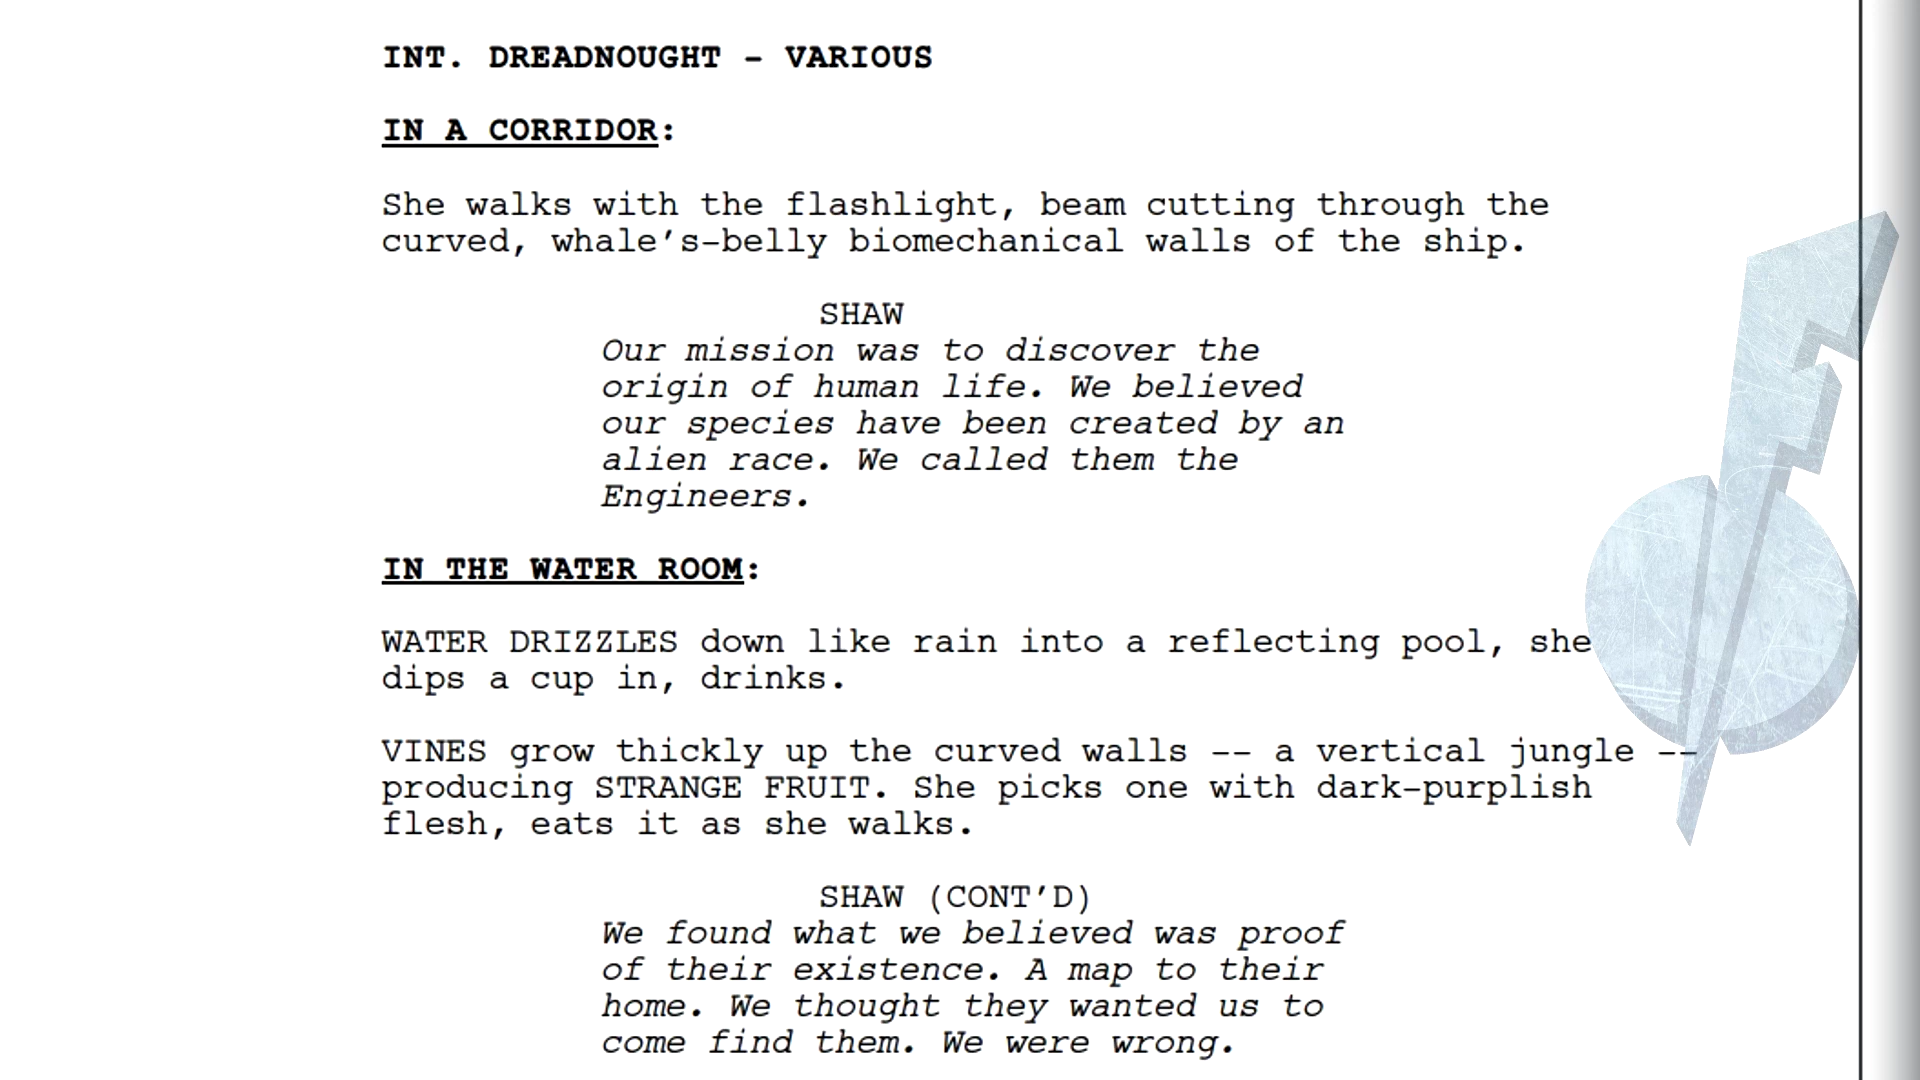 INT. DREADNOUGHT - VARIOUS
IN A CORRIDOR:
She walks with the flashlight, beam cutting through the
curved, whale's-belly biomechanical walls of the ship.
SHAW
Our mission was to discover the
origin of human life. We believed
our species have been created by an
alien race. We called them the
Engineers.
IN THE WATER ROOM:
WATER DRIZZLES down like rain into a reflecting pool, she
dips a cup in, drinks.
VINES grow thickly up the curved walls -- a vertical jungle --
producing STRANGE FRUIT. She picks one with dark-purplish
flesh, eats it as she walks.
SHAW (CONT'D)
We found what we believed was proof
of their existence. A map to their
home. We thought they wanted us to
come find them. We were wrong.